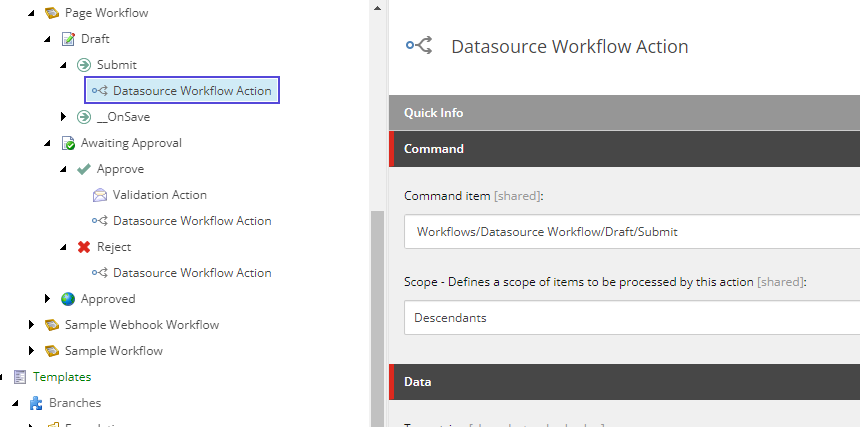 Page Workflow
Draft
Submit
Datasource Workflow Action
__OnSave
Awaiting Approval
Approve
Validation Action
Datasource Workflow Action
Reject
Datasource Workflow Action
Approved
Sample Webhook Workflow
Sample Workflow
Templates
Branches
Datasource Workflow Action
Quick Info
Command
Command item [shared]:
Workflows/Datasource Workflow/Draft/Submit
Scope - Defines a scope of items to be processed by this action [shared]:
Descendants
Data